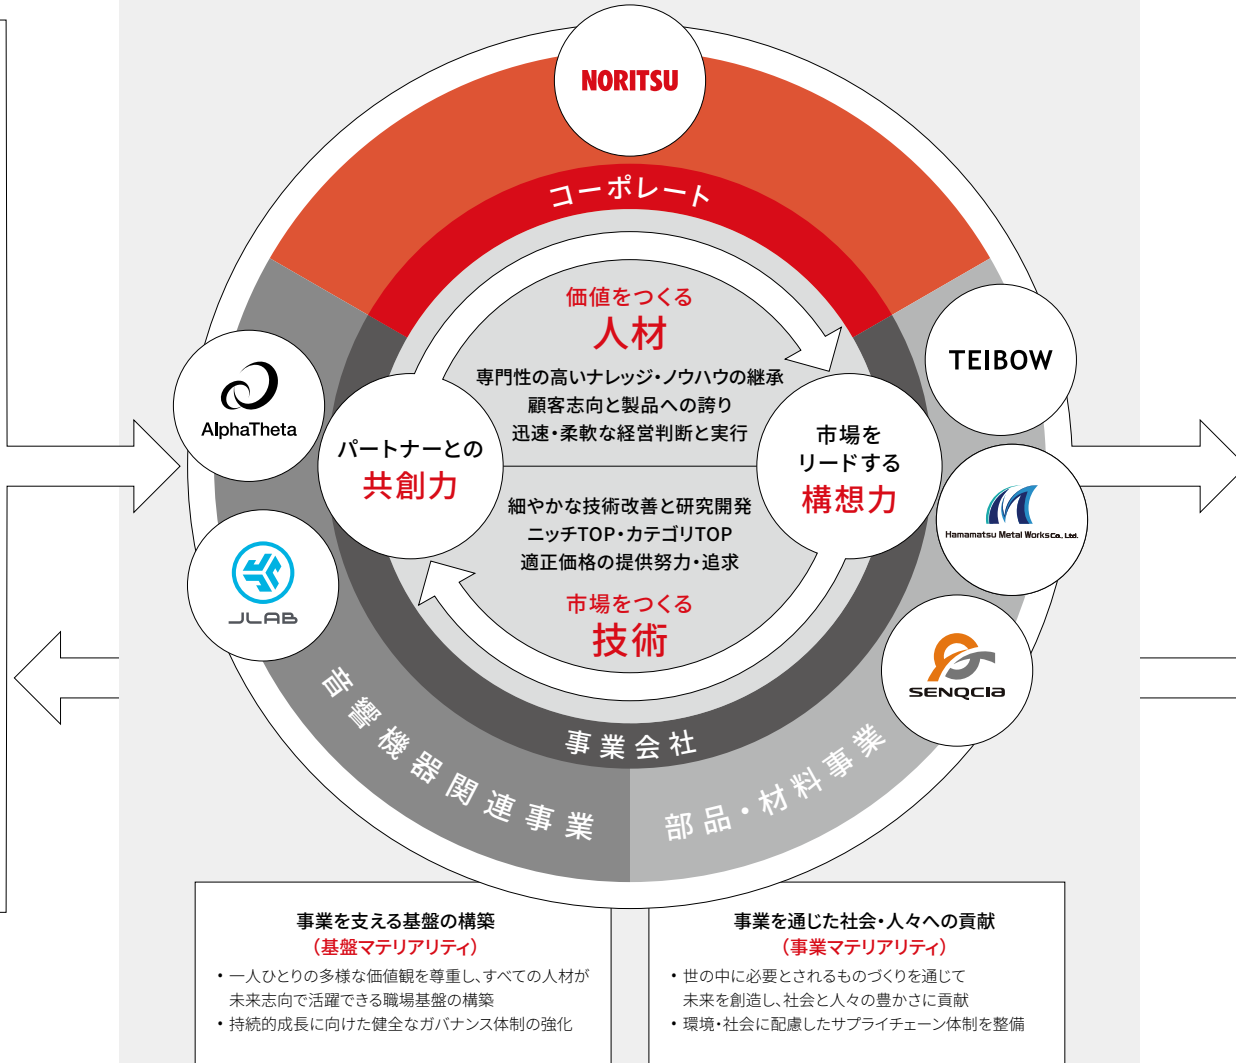 NORITSU
コーポレート
価値をつくる
人材
専門性の高いナレッジ・ノウハウの継承
顧客志向と製品への誇り
迅速・柔軟な経営判断と実行
AlphaTheta
パートナーとの
共創力
市場を
リードする
構想力
TEIBOW
細やかな技術改善と研究開発
ニッチTOP・カテゴリTOP
適正価格の提供努力・追求
市場をつくる
技術
Hamamatsu Metal Works Co., Ltd.
JLAB
SENQCIA
事業会社
音響機器関連事業
部品・材料事業
事業を支える基盤の構築
（基盤マテリアリティ）
• 一人ひとりの多様な価値観を尊重し、すべての人材が
未来志向で活躍できる職場基盤の構築
• 持続的成長に向けた健全なガバナンス体制の強化
事業を通じた社会・人々への貢献
（事業マテリアリティ）
• 世の中に必要とされるものづくりを通じて
未来を創造し、社会と人々の豊かさに貢献
• 環境・社会に配慮したサプライチェーン体制を整備